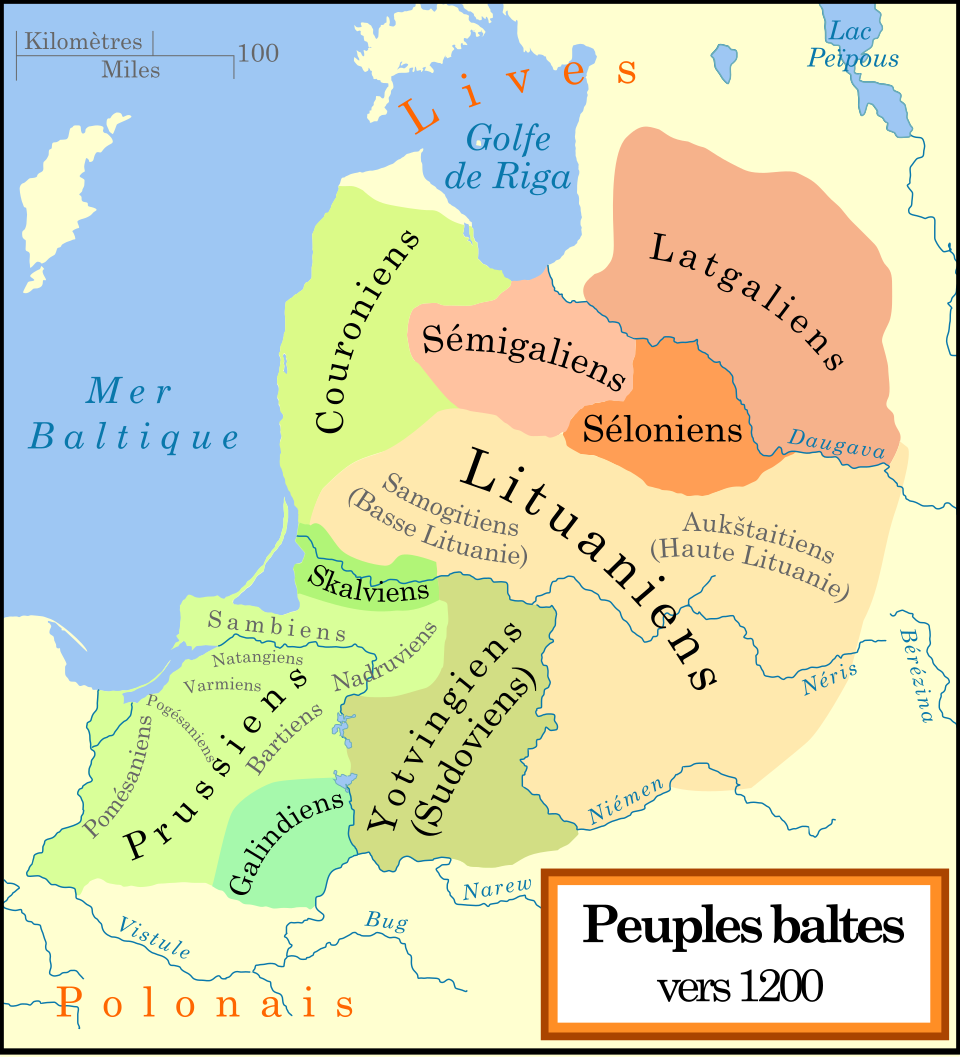 Kilomètres
Miles
100
Lac
Peïpous
Lives
Golfe
de Riga
Couroniens
Latgaliens
Sémigaliens
Séloniens
Mer
Baltique
Daugava
Lituaniens
Samogitiens
(Basse Lituanie)
Aukštaitiens
(Haute Lituanie)
Skalviens
Sambiens
Natangiens
Nadruviens
Varmiens
Pogésaniens
Bartiens
Pomésaniens
Prussiens
Galindiens
Yotvingiens
(Sudoviens)
Néris
Bérézina
Niémen
Narew
Bug
Vistule
Polonais
Peuples baltes
vers 1200